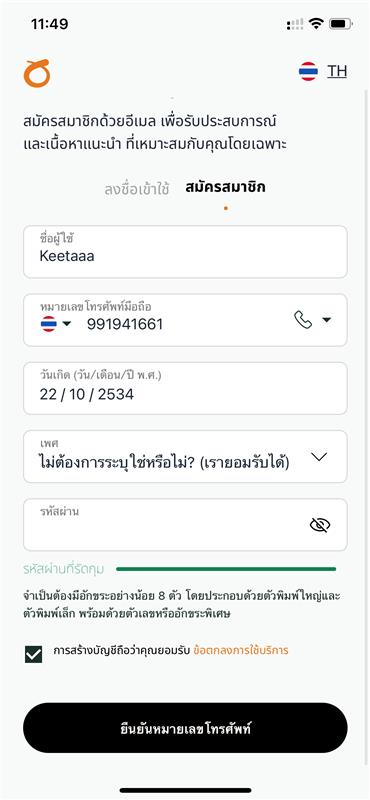 11:49
TH
สมัครสมาชิกด้วยอีเมล เพื่อรับประสบการณ์
และเนื้อหาแนะนำ ที่เหมาะสมกับคุณโดยเฉพาะ
ลงชื่อเข้าใช้ สมัครสมาชิก
ชื่อผู้ใช้
Keetaaa
หมายเลขโทรศัพท์มือถือ
991941661
วันเกิด (วัน/เดือน/ปี พ.ศ.)
22 / 10 / 2534
เพศ
ไม่ต้องการระบุใช่หรือไม่? (เรายอมรับได้)
รหัสผ่าน
รหัสผ่านที่รัดกุม
จำเป็นต้องมีอักขระอย่างน้อย 8 ตัว โดยประกอบด้วยตัวพิมพ์ใหญ่และ
ตัวพิมพ์เล็ก พร้อมด้วยตัวเลขหรืออักขระพิเศษ
การสร้างบัญชีถือว่าคุณยอมรับ ข้อตกลงการใช้บริการ
ยืนยันหมายเลขโทรศัพท์